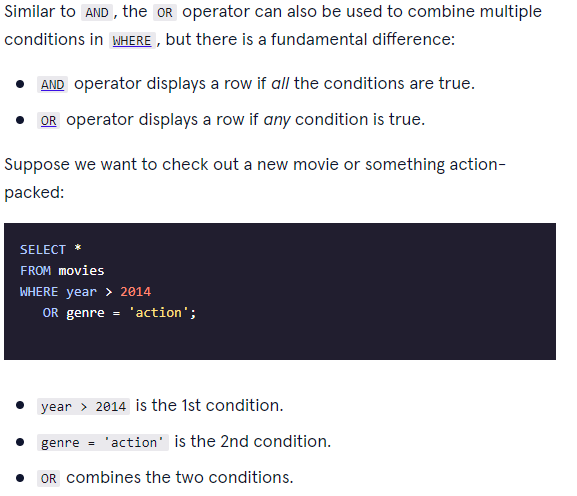 Similar to AND, the OR operator can also be used to combine multiple
conditions in WHERE, but there is a fundamental difference:
● AND operator displays a row if all the conditions are true.
● OR operator displays a row if any condition is true.
Suppose we want to check out a new movie or something action-
packed:
SELECT *
FROM movies
WHERE year > 2014
   OR genre = 'action';
● year > 2014 is the 1st condition.
● genre = 'action' is the 2nd condition.
● OR combines the two conditions.